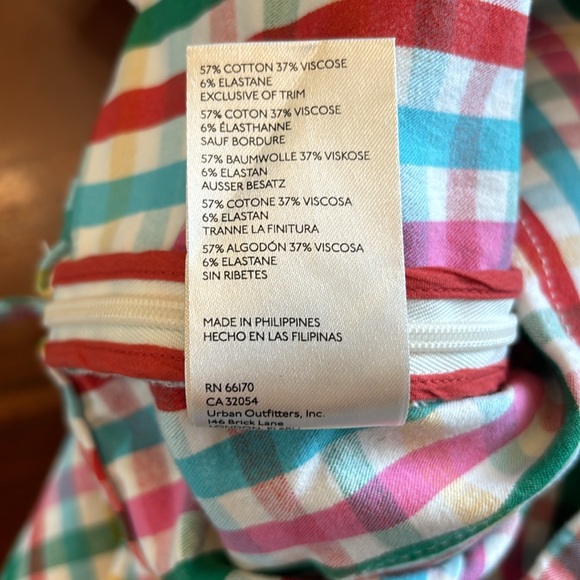 57% COTTON 37% VISCOSE
6% ELASTANE
EXCLUSIVE OF TRIM
57% COTON 37% VISCOSE
6% ÉLASTHANNE
SAUF BORDURE
57% BAUMWOLLE 37% VISKOSE
6% ELASTAN
AUSSER BESATZ
57% COTONE 37% VISCOSA
6% ELASTAN
TRANNE LA FINITURA
57% ALGODÓN 37% VISCOSA
6% ELASTANE
SIN RIBETES
MADE IN PHILIPPINES
HECHO EN LAS FILIPINAS
RN 66170
CA 32054
Urban Outfitters, Inc.
146 Brick Lane
LONDON